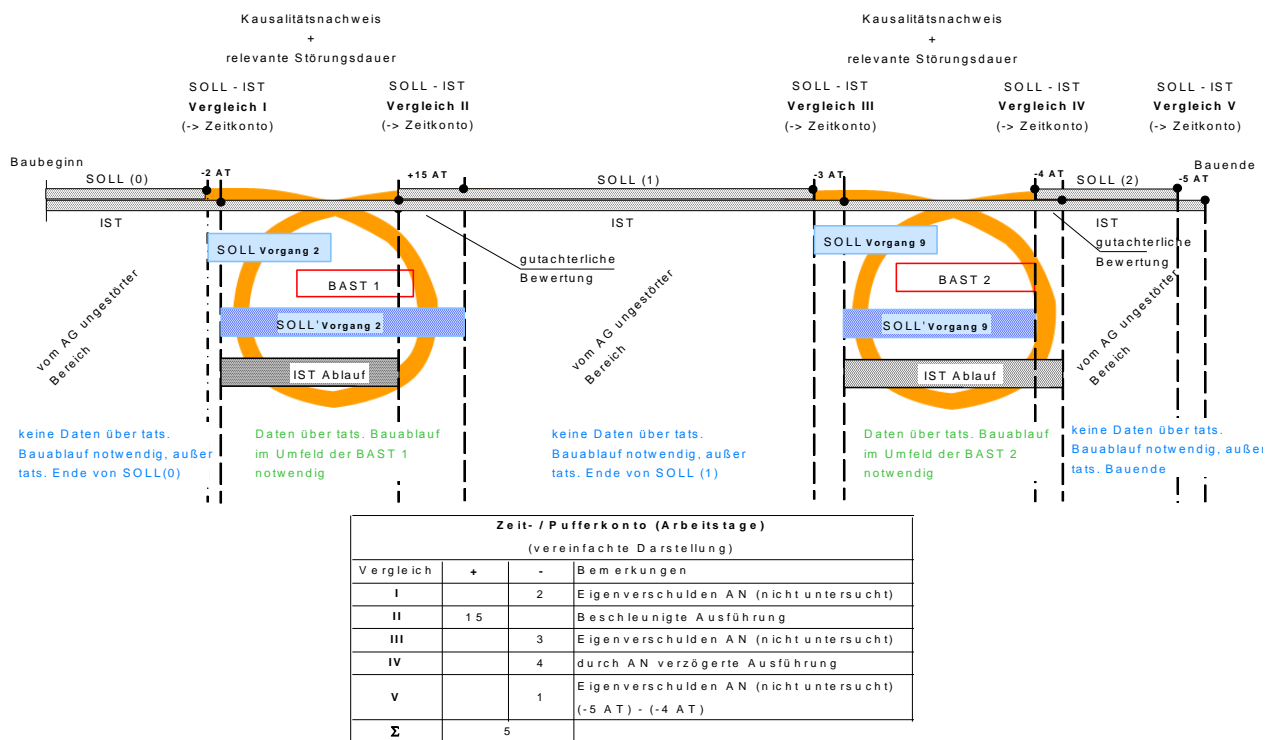 Kausalitätsnachweis
+
relevante Störungsdauer
Kausalitätsnachweis
+
relevante Störungsdauer
SOLL - IST
Vergleich I
(-> Zeitkonto)
SOLL - IST
Vergleich II
(-> Zeitkonto)
SOLL - IST
Vergleich III
(-> Zeitkonto)
SOLL - IST
Vergleich IV
(-> Zeitkonto)
SOLL - IST
Vergleich V
(-> Zeitkonto)
Baubeginn
-2 AT
+15 AT
-3 AT
-4 AT
-5 AT
Bauende
SOLL (0)
SOLL (1)
SOLL (2)
IST
IST
IST
SOLL Vorgang 2
BAST 1
SOLL' Vorgang 2
IST Ablauf
gutachterliche
Bewertung
SOLL Vorgang 9
BAST 2
SOLL' Vorgang 9
IST Ablauf
gutachterliche
Bewertung
vom AG ungestörter
Bereich
vom AG ungestörter
Bereich
vom AG ungestörter
Bereich
keine Daten über tats.
Bauablauf notwendig, außer
tats. Ende von SOLL(0)
Daten über tats. Bauablauf
im Umfeld der BAST 1
notwendig
keine Daten über tats.
Bauablauf notwendig, außer
tats. Ende von SOLL (1)
Daten über tats. Bauablauf
im Umfeld der BAST 2
notwendig
keine Daten über tats.
Bauablauf notwendig, außer
tats. Bauende
Zeit- / Pufferkonto (Arbeitstage)
(vereinfachte Darstellung)
Vergleich + - Bemerkungen
I 2 Eigenverschulden AN (nicht untersucht)
II 15 Beschleunigte Ausführung
III 3 Eigenverschulden AN (nicht untersucht)
IV 4 durch AN verzögerte Ausführung
V 1 Eigenverschulden AN (nicht untersucht)
(-5 AT) - (-4 AT)
Σ 5